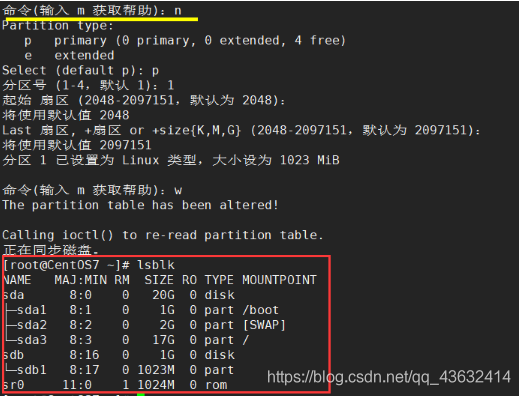 命令(输入 m 获取帮助)：n
Partition type:
   p   primary (0 primary, 0 extended, 4 free)
   e   extended
Select (default p): p
分区号 (1-4，默认 1)：1
起始 扇区 (2048-2097151，默认为 2048)：
将使用默认值 2048
Last 扇区, +扇区 or +size{K,M,G} (2048-2097151，默认为 2097151)：
将使用默认值 2097151
分区 1 已设置为 Linux 类型，大小设为 1023 MiB
命令(输入 m 获取帮助)：w
The partition table has been altered!
Calling ioctl() to re-read partition table.
正在同步磁盘。
[root@CentOS7 ~]# lsblk
NAME   MAJ:MIN RM  SIZE RO TYPE MOUNTPOINT
sda      8:0    0   20G  0 disk
├─sda1   8:1    0    1G  0 part /boot
├─sda2   8:2    0    2G  0 part [SWAP]
└─sda3   8:3    0   17G  0 part /
sdb      8:16   0    1G  0 disk
└─sdb1   8:17   0 1023M  0 part
sr0     11:0    1 1024M  0 rom
https://blog.csdn.net/qq_43632414